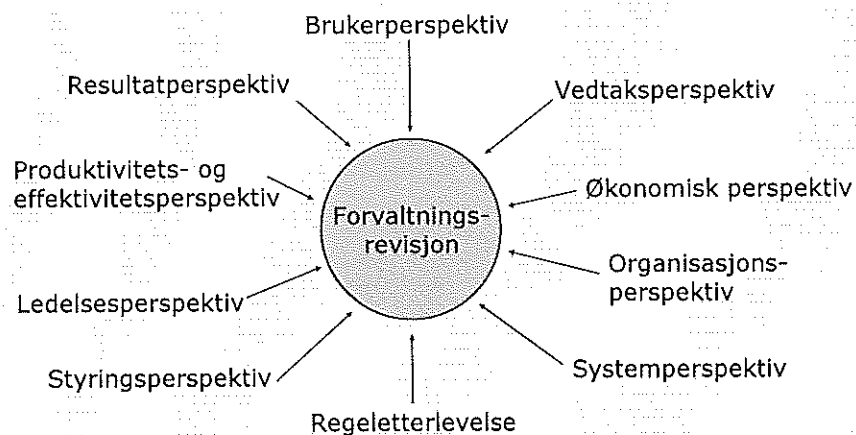 Brukerperspektiv
Resultatperspektiv
Vedtaksperspektiv
Produktivitets- og
effektivitetsperspektiv
Økonomisk perspektiv
Forvaltnings-
revisjon
Organisasjons-
perspektiv
Ledelsesperspektiv
Styringsperspektiv
Systemperspektiv
Regeletterlevelse